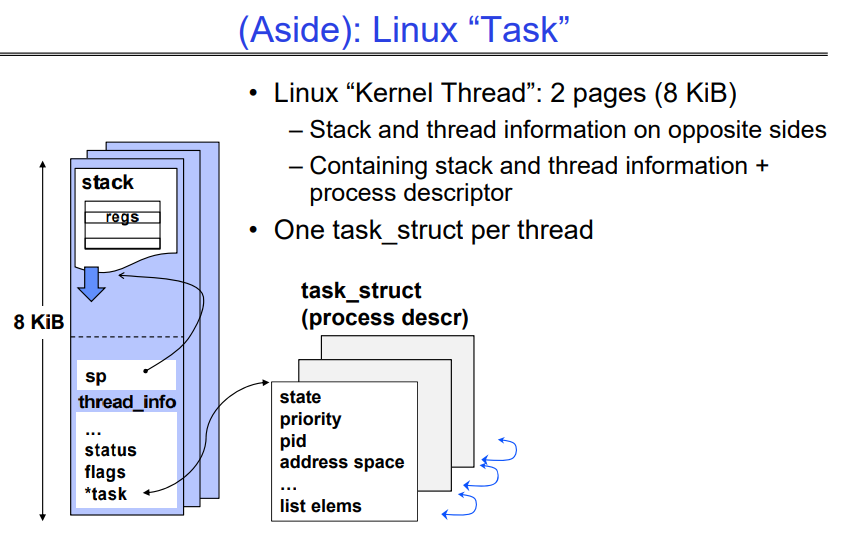 (Aside): Linux “Task”
• Linux “Kernel Thread”: 2 pages (8 KiB)
– Stack and thread information on opposite sides
– Containing stack and thread information +
process descriptor
• One task_struct per thread
stack
regs
8 KiB
sp
thread_info
...
status
flags
*task
task_struct
(process descr)
state
priority
pid
address space
...
list elems